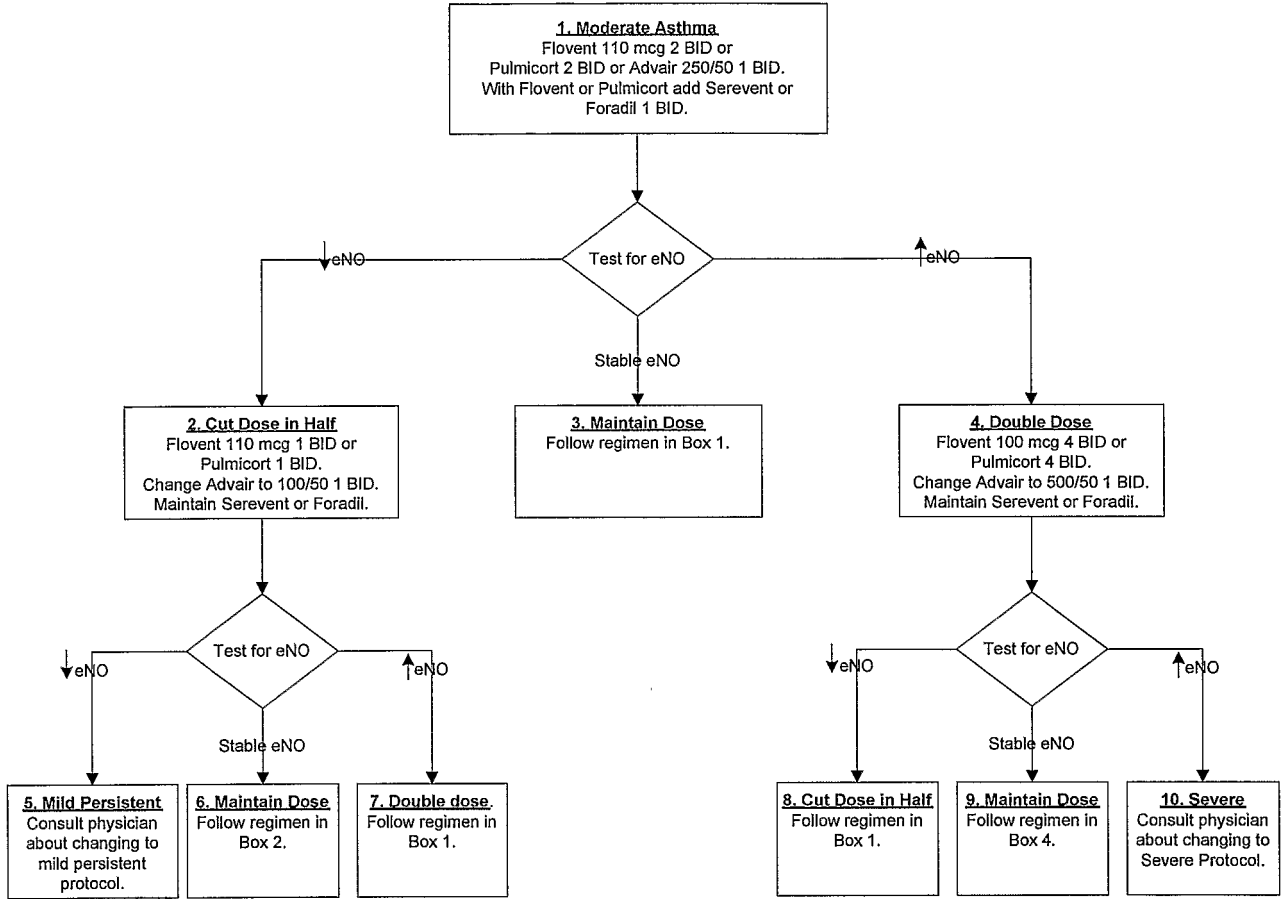 1. Moderate Asthma
Flovent 110 mcg 2 BID or
Pulmicort 2 BID or Advair 250/50 1 BID.
With Flovent or Pulmicort add Serevent or
Foradil 1 BID.
Test for eNO
↓eNO
↑eNO
Stable eNO
2. Cut Dose in Half
Flovent 110 mcg 1 BID or
Pulmicort 1 BID.
Change Advair to 100/50 1 BID.
Maintain Serevent or Foradil.
3. Maintain Dose
Follow regimen in Box 1.
4. Double Dose
Flovent 100 mcg 4 BID or
Pulmicort 4 BID.
Change Advair to 500/50 1 BID.
Maintain Serevent or Foradil.
Test for eNO
↓eNO
↑eNO
Stable eNO
Test for eNO
↓eNO
↑eNO
Stable eNO
5. Mild Persistent
Consult physician
about changing to
mild persistent
protocol.
6. Maintain Dose
Follow regimen in
Box 2.
7. Double dose.
Follow regimen in
Box 1.
8. Cut Dose in Half
Follow regimen in
Box 1.
9. Maintain Dose
Follow regimen in
Box 4.
10. Severe
Consult physician
about changing to
Severe Protocol.